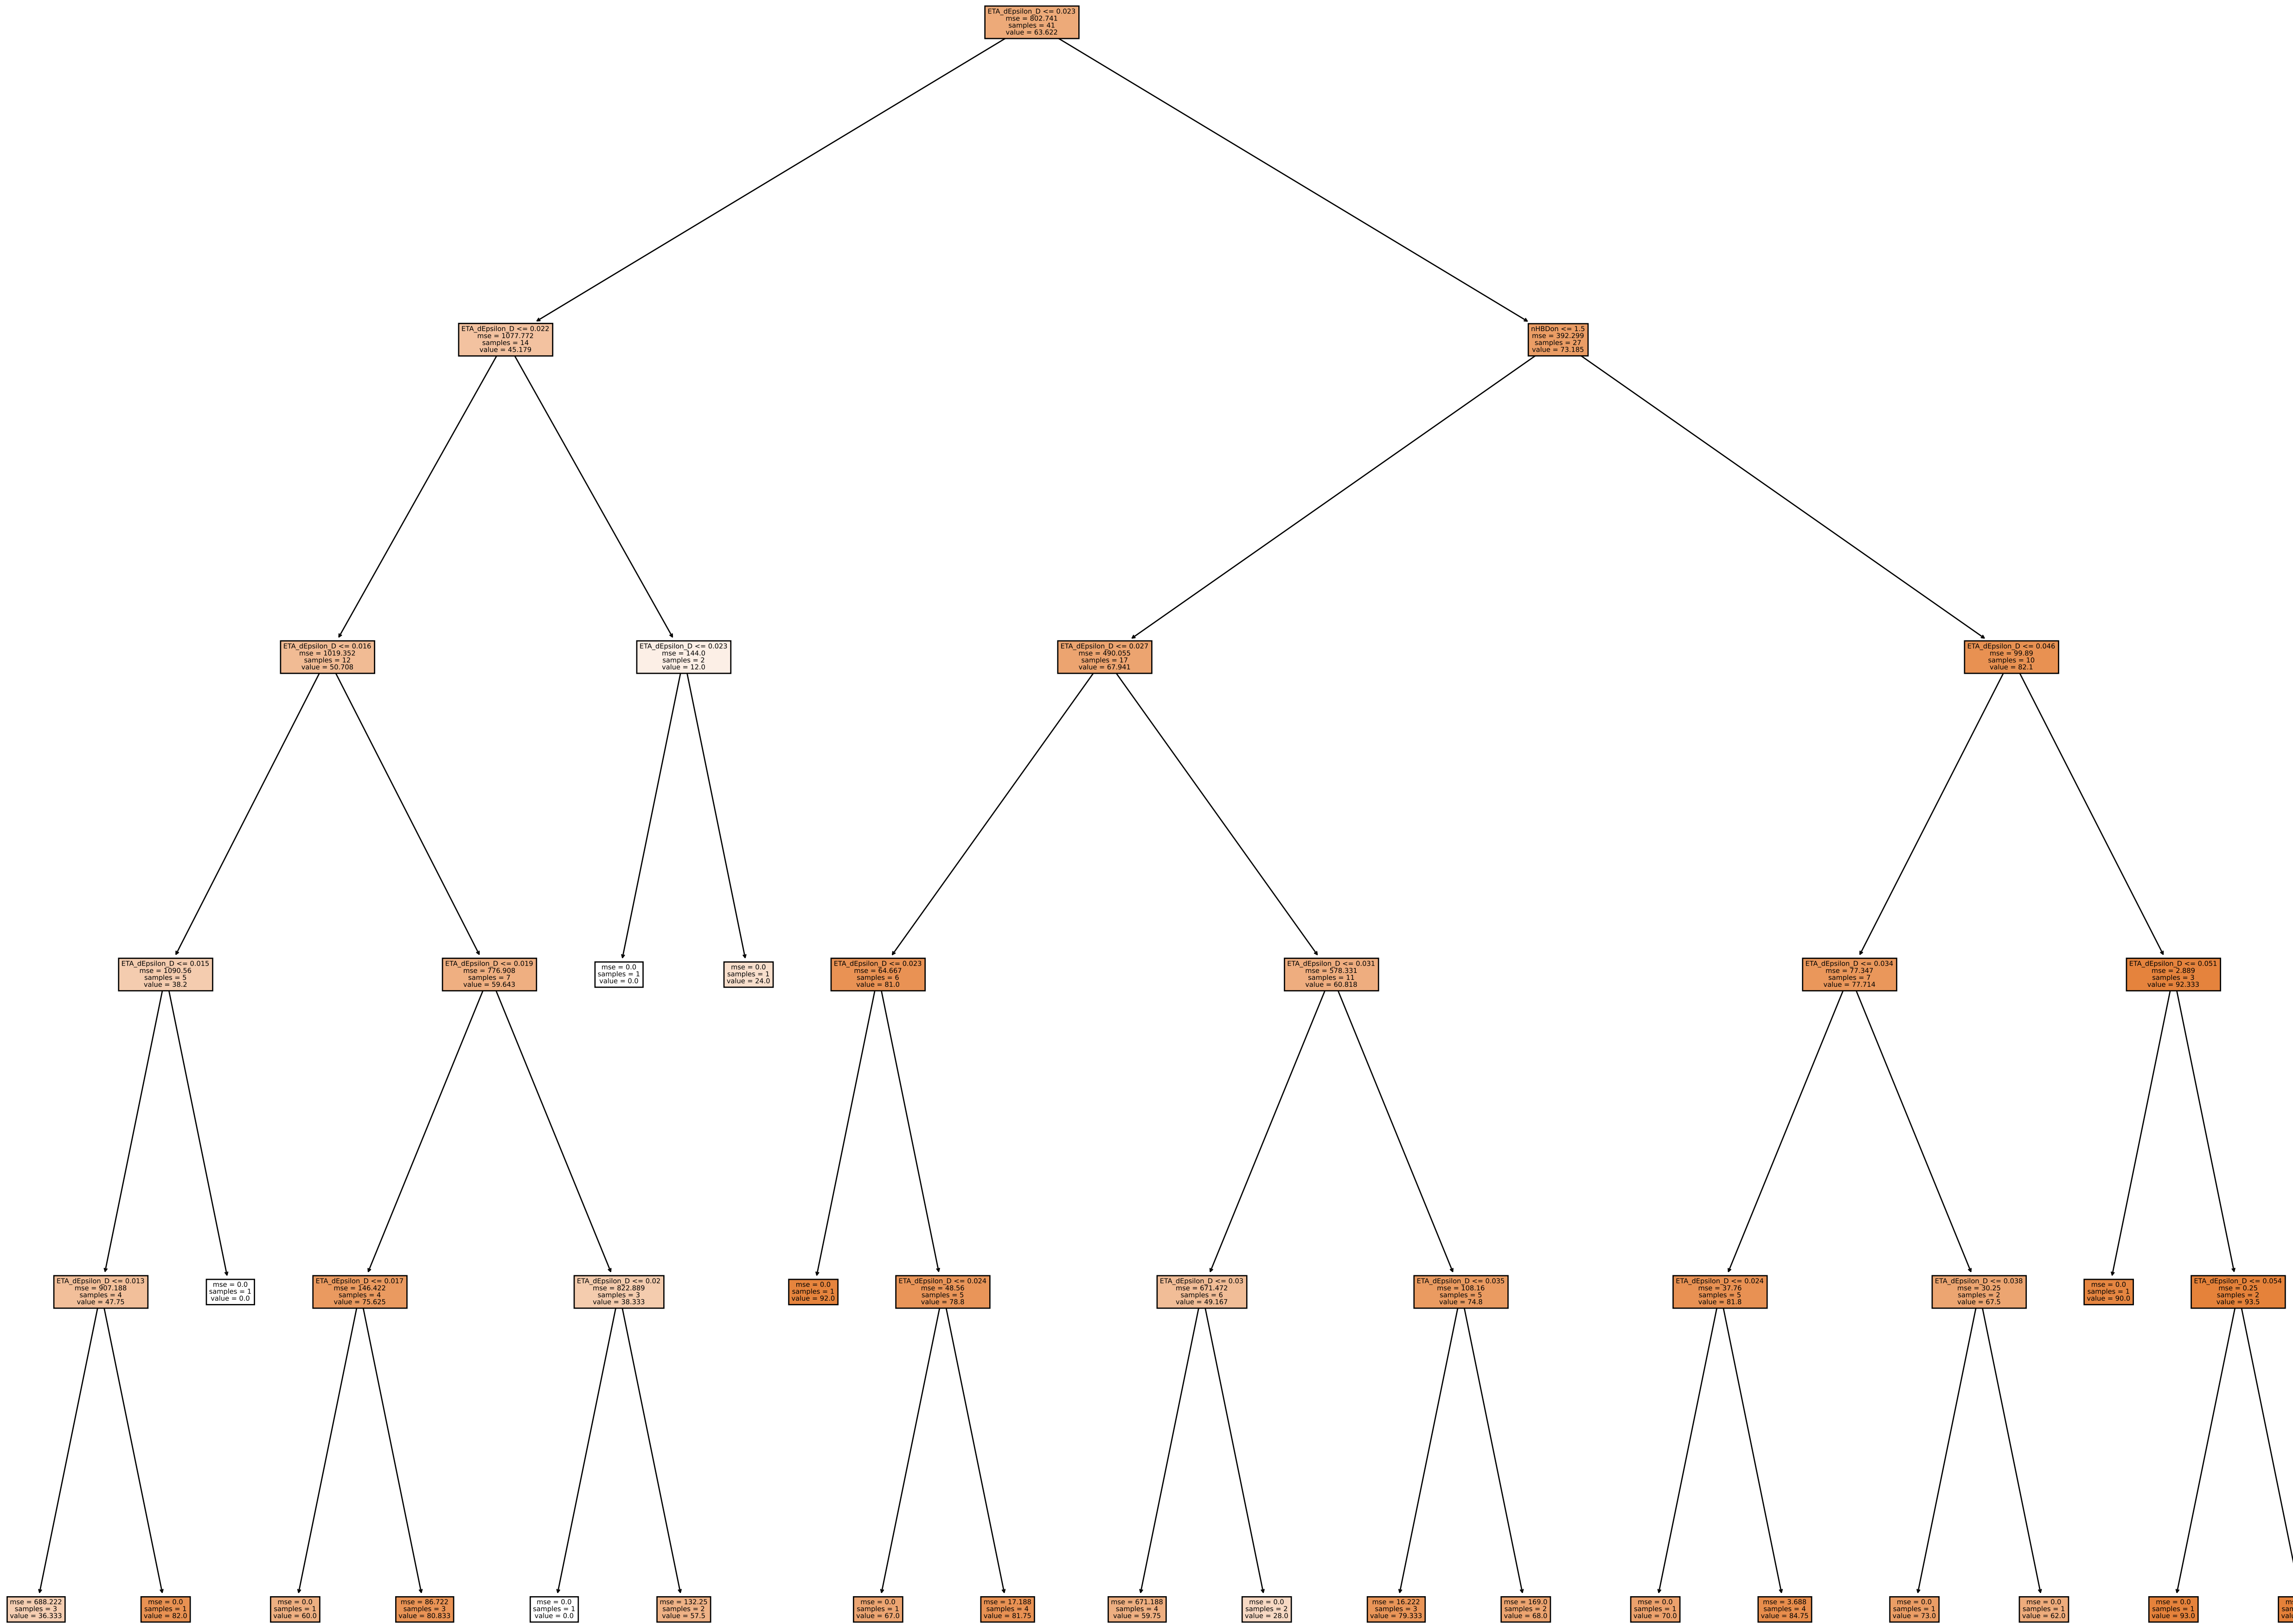 ETA_dEpsilon_D <= 0.023
mse = 802.741
samples = 41
value = 63.622
ETA_dEpsilon_D <= 0.022
mse = 1077.772
samples = 14
value = 45.179
nHBDon <= 1.5
mse = 392.299
samples = 27
value = 73.185
ETA_dEpsilon_D <= 0.016
mse = 1019.352
samples = 12
value = 50.708
ETA_dEpsilon_D <= 0.023
mse = 144.0
samples = 2
value = 12.0
ETA_dEpsilon_D <= 0.027
mse = 490.055
samples = 17
value = 67.941
ETA_dEpsilon_D <= 0.046
mse = 99.89
samples = 10
value = 82.1
ETA_dEpsilon_D <= 0.015
mse = 1090.56
samples = 5
value = 38.2
ETA_dEpsilon_D <= 0.019
mse = 776.908
samples = 7
value = 59.643
mse = 0.0
samples = 1
value = 0.0
mse = 0.0
samples = 1
value = 24.0
ETA_dEpsilon_D <= 0.023
mse = 64.667
samples = 6
value = 81.0
ETA_dEpsilon_D <= 0.031
mse = 578.331
samples = 11
value = 60.818
ETA_dEpsilon_D <= 0.034
mse = 77.347
samples = 7
value = 77.714
ETA_dEpsilon_D <= 0.051
mse = 2.889
samples = 3
value = 92.333
ETA_dEpsilon_D <= 0.013
mse = 907.188
samples = 4
value = 47.75
mse = 0.0
samples = 1
value = 0.0
ETA_dEpsilon_D <= 0.017
mse = 146.422
samples = 4
value = 75.625
ETA_dEpsilon_D <= 0.02
mse = 822.889
samples = 3
value = 38.333
mse = 0.0
samples = 1
value = 92.0
ETA_dEpsilon_D <= 0.024
mse = 48.56
samples = 5
value = 78.8
ETA_dEpsilon_D <= 0.03
mse = 671.472
samples = 6
value = 49.167
ETA_dEpsilon_D <= 0.035
mse = 108.16
samples = 5
value = 74.8
ETA_dEpsilon_D <= 0.024
mse = 37.76
samples = 5
value = 81.8
ETA_dEpsilon_D <= 0.038
mse = 30.25
samples = 2
value = 67.5
mse = 0.0
samples = 1
value = 90.0
ETA_dEpsilon_D <= 0.054
mse = 0.25
samples = 2
value = 93.5
mse = 688.222
samples = 3
value = 36.333
mse = 0.0
samples = 1
value = 82.0
mse = 0.0
samples = 1
value = 60.0
mse = 86.722
samples = 3
value = 80.833
mse = 0.0
samples = 1
value = 0.0
mse = 132.25
samples = 2
value = 57.5
mse = 0.0
samples = 1
value = 67.0
mse = 17.188
samples = 4
value = 81.75
mse = 671.188
samples = 4
value = 59.75
mse = 0.0
samples = 2
value = 28.0
mse = 16.222
samples = 3
value = 79.333
mse = 169.0
samples = 2
value = 68.0
mse = 0.0
samples = 1
value = 70.0
mse = 3.688
samples = 4
value = 84.75
mse = 0.0
samples = 1
value = 73.0
mse = 0.0
samples = 1
value = 62.0
mse = 0.0
samples = 1
value = 93.0